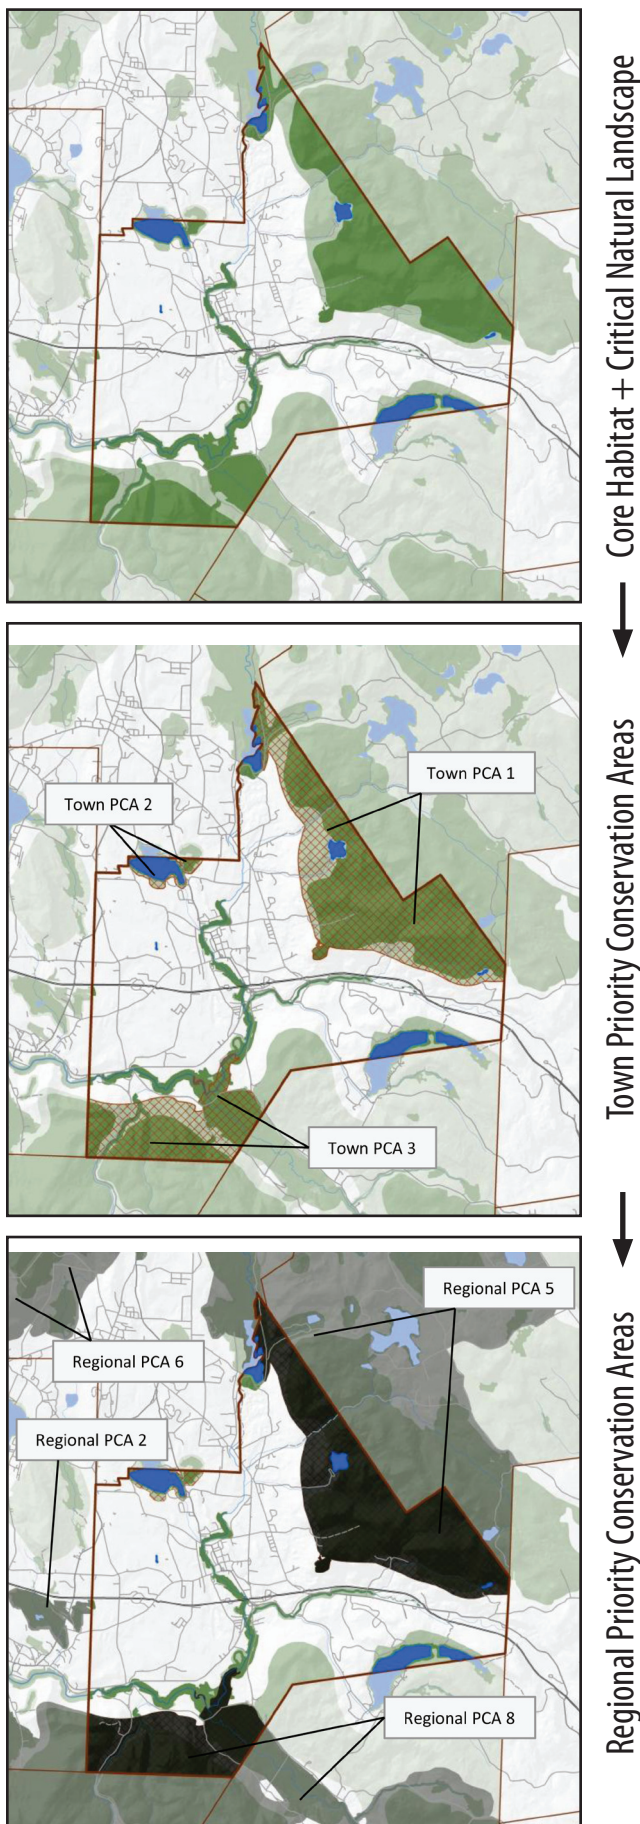 Core Habitat + Critical Natural Landscape
Town PCA 1
Town PCA 2
Town PCA 3
Town Priority Conservation Areas
Regional PCA 5
Regional PCA 6
Regional PCA 2
Regional PCA 8
Regional Priority Conservation Areas